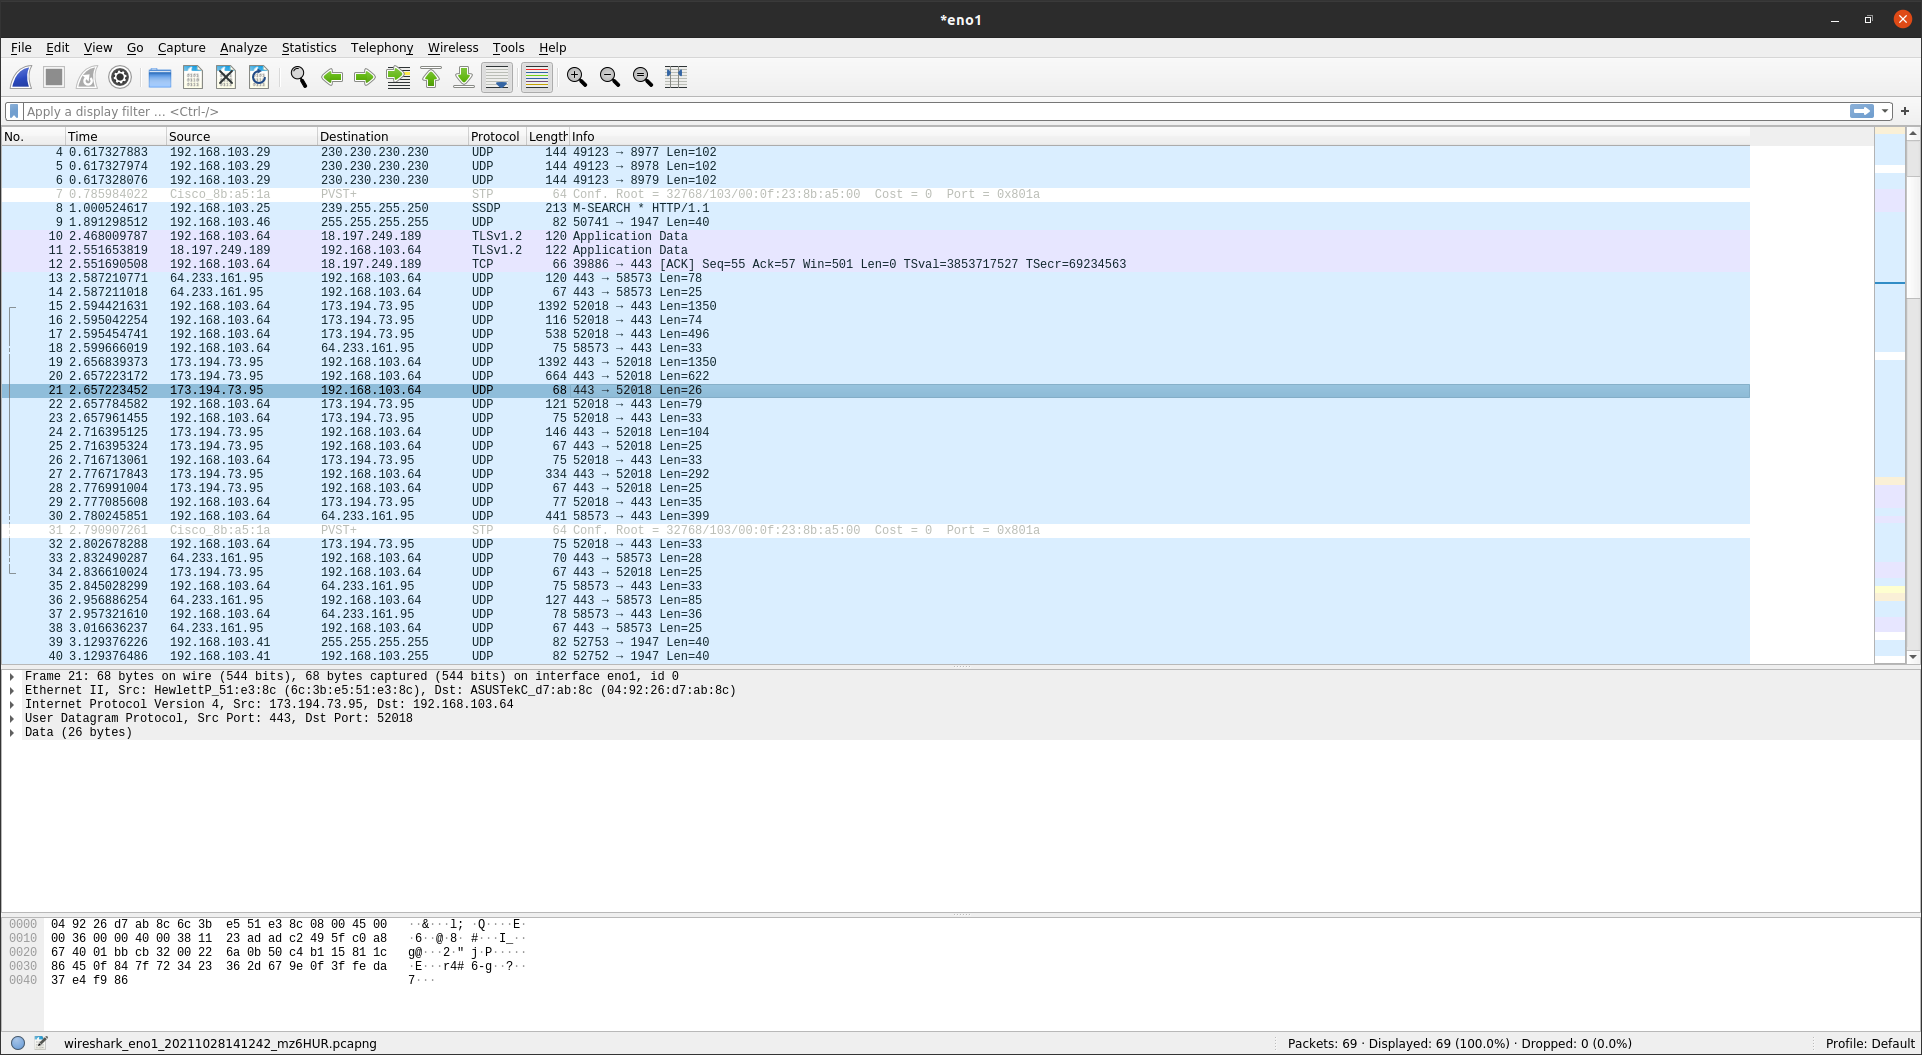 *eno1
File Edit View Go Capture Analyze Statistics Telephony Wireless Tools Help
Apply a display filter … <Ctrl-/>
No. Time Source Destination Protocol Length Info
4 0.617327883 192.168.103.29 230.230.230.230 UDP 144 49123 → 8977 Len=102
5 0.617327974 192.168.103.29 230.230.230.230 UDP 144 49123 → 8978 Len=102
6 0.617328076 192.168.103.29 230.230.230.230 UDP 144 49123 → 8979 Len=102
7 0.785984022 Cisco_8b:a5:1a PVST+ STP 64 Conf. Root = 32768/103/00:0f:23:8b:a5:00  Cost = 0  Port = 0x801a
8 1.000524617 192.168.103.25 239.255.255.250 SSDP 213 M-SEARCH * HTTP/1.1
9 1.891298512 192.168.103.46 255.255.255.255 UDP 82 50741 → 1947 Len=40
10 2.468009787 192.168.103.64 18.197.249.189 TLSv1.2 120 Application Data
11 2.551653819 18.197.249.189 192.168.103.64 TLSv1.2 122 Application Data
12 2.551690508 192.168.103.64 18.197.249.189 TCP 66 39886 → 443 [ACK] Seq=55 Ack=57 Win=501 Len=0 TSval=3853717527 TSecr=69234563
13 2.587210771 64.233.161.95 192.168.103.64 UDP 120 443 → 58573 Len=78
14 2.587211018 64.233.161.95 192.168.103.64 UDP 67 443 → 58573 Len=25
15 2.594421631 192.168.103.64 173.194.73.95 UDP 1392 52018 → 443 Len=1350
16 2.595042254 192.168.103.64 173.194.73.95 UDP 116 52018 → 443 Len=74
17 2.595454741 192.168.103.64 173.194.73.95 UDP 538 52018 → 443 Len=496
18 2.599666019 192.168.103.64 64.233.161.95 UDP 75 58573 → 443 Len=33
19 2.656839373 173.194.73.95 192.168.103.64 UDP 1392 443 → 52018 Len=1350
20 2.657223172 173.194.73.95 192.168.103.64 UDP 664 443 → 52018 Len=622
21 2.657223452 173.194.73.95 192.168.103.64 UDP 68 443 → 52018 Len=26
22 2.657784582 192.168.103.64 173.194.73.95 UDP 121 52018 → 443 Len=79
23 2.657961455 192.168.103.64 173.194.73.95 UDP 75 52018 → 443 Len=33
24 2.716395125 173.194.73.95 192.168.103.64 UDP 146 443 → 52018 Len=104
25 2.716395324 173.194.73.95 192.168.103.64 UDP 67 443 → 52018 Len=25
26 2.716713061 192.168.103.64 173.194.73.95 UDP 75 52018 → 443 Len=33
27 2.776717843 173.194.73.95 192.168.103.64 UDP 334 443 → 52018 Len=292
28 2.776991004 173.194.73.95 192.168.103.64 UDP 67 443 → 52018 Len=25
29 2.777085608 192.168.103.64 173.194.73.95 UDP 77 52018 → 443 Len=35
30 2.780245851 192.168.103.64 64.233.161.95 UDP 441 58573 → 443 Len=399
31 2.790907261 Cisco_8b:a5:1a PVST+ STP 64 Conf. Root = 32768/103/00:0f:23:8b:a5:00  Cost = 0  Port = 0x801a
32 2.802678288 192.168.103.64 173.194.73.95 UDP 75 52018 → 443 Len=33
33 2.832490287 64.233.161.95 192.168.103.64 UDP 70 443 → 58573 Len=28
34 2.836610024 173.194.73.95 192.168.103.64 UDP 67 443 → 52018 Len=25
35 2.845028299 192.168.103.64 64.233.161.95 UDP 75 58573 → 443 Len=33
36 2.956886254 64.233.161.95 192.168.103.64 UDP 127 443 → 58573 Len=85
37 2.957321610 192.168.103.64 64.233.161.95 UDP 78 58573 → 443 Len=36
38 3.016636237 64.233.161.95 192.168.103.64 UDP 67 443 → 58573 Len=25
39 3.129376226 192.168.103.41 255.255.255.255 UDP 82 52753 → 1947 Len=40
40 3.129376486 192.168.103.41 192.168.103.255 UDP 82 52752 → 1947 Len=40
Frame 21: 68 bytes on wire (544 bits), 68 bytes captured (544 bits) on interface eno1, id 0
Ethernet II, Src: HewlettP_51:e3:8c (6c:3b:e5:51:e3:8c), Dst: ASUSTekC_d7:ab:8c (04:92:26:d7:ab:8c)
Internet Protocol Version 4, Src: 173.194.73.95, Dst: 192.168.103.64
User Datagram Protocol, Src Port: 443, Dst Port: 52018
Data (26 bytes)
0000 04 92 26 d7 ab 8c 6c 3b  e5 51 e3 8c 08 00 45 00 ··&···l; ·Q····E·
0010 00 36 00 00 40 00 38 11  23 ad ad c2 49 5f c0 a8 ·6··@·8· #···I_··
0020 67 40 01 bb cb 32 00 22  6a 0b 50 c4 b1 15 81 1c g@···2·" j·P·····
0030 86 45 0f 84 7f 72 34 23  36 2d 67 9e 0f 3f fe da ·E···r4# 6-g··?··
0040 37 e4 f9 86 7···
wireshark_eno1_20211028141242_mz6HUR.pcapng Packets: 69 · Displayed: 69 (100.0%) · Dropped: 0 (0.0%) Profile: Default